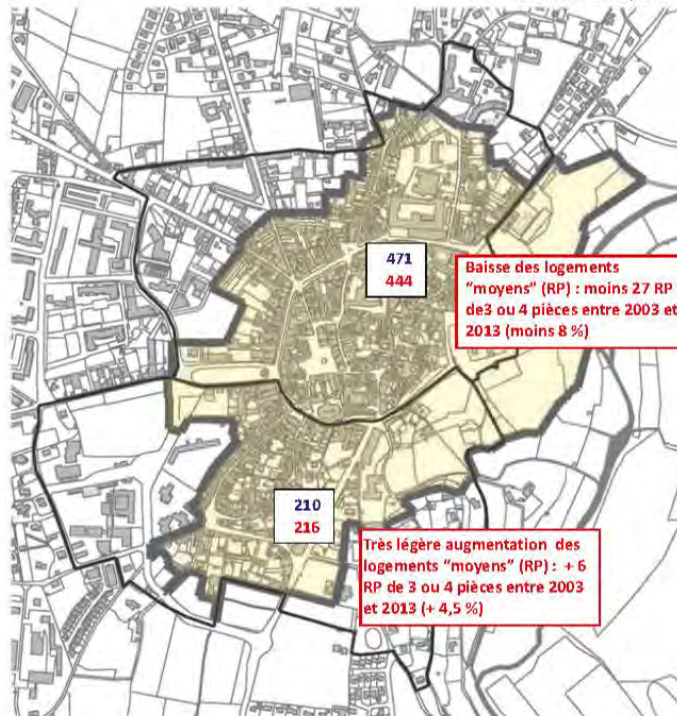 471
444
Baisse des logements
"moyens" (RP) : moins 27 RP
de3 ou 4 pièces entre 2003 et
2013 (moins 8 %)
210
216
Très légère augmentation des
logements "moyens" (RP) : + 6
RP de 3 ou 4 pièces entre 2003
et 2013 (+ 4,5 %)